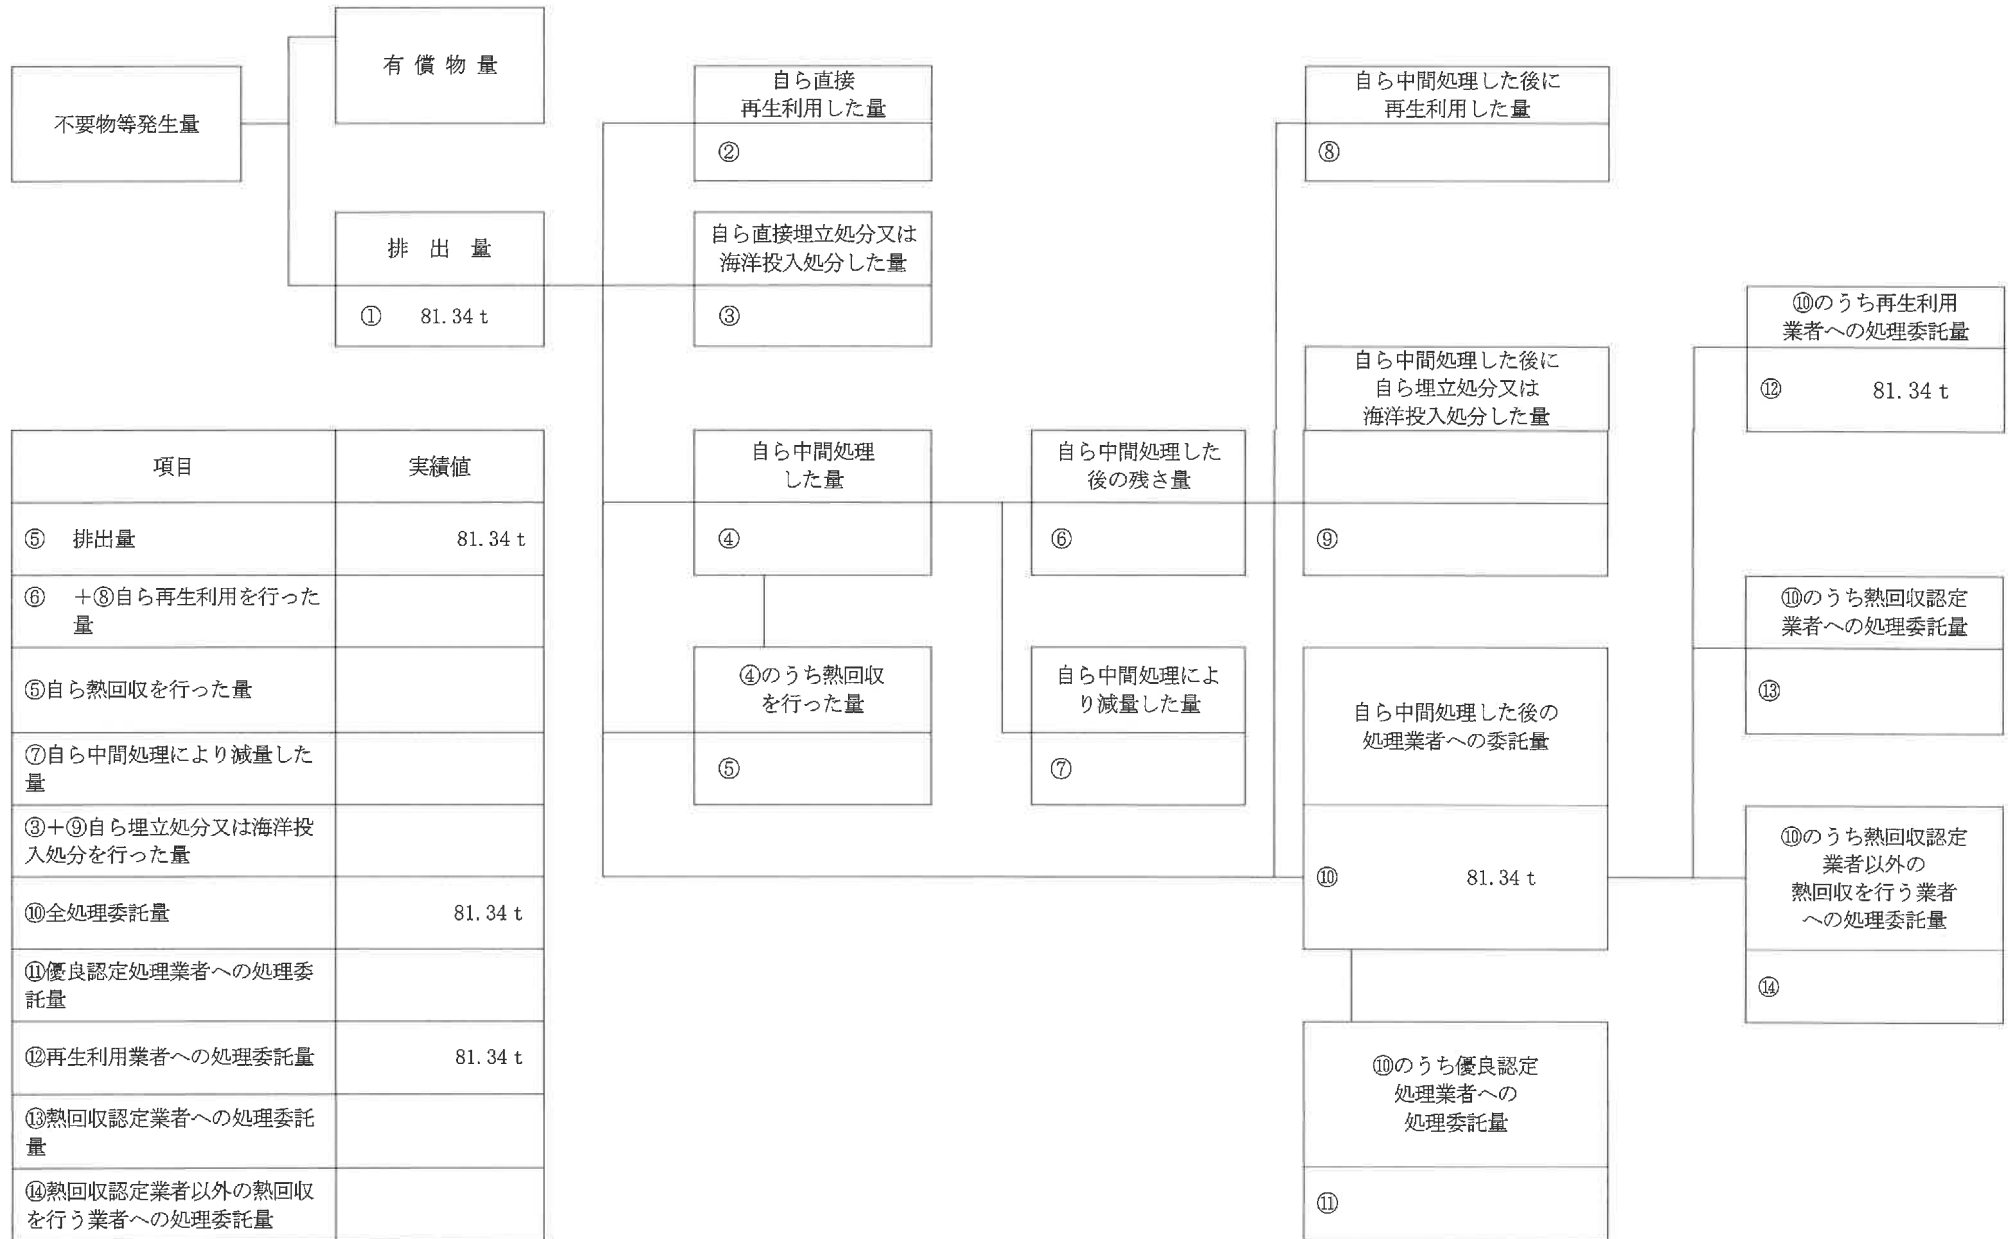 有 償 物 量
不要物等発生量
排 出 量
① 81.34 t
自ら直接
再生利用した量
②
自ら直接埋立処分又は
海洋投入処分した量
③
自ら中間処理した後に
再生利用した量
⑧
自ら中間処理した後に
自ら埋立処分又は
海洋投入処分した量
⑨
⑩のうち再生利用
業者への処理委託量
⑫ 81.34 t
自ら中間処理
した量
④
自ら中間処理した
後の残さ量
⑥
④のうち熱回収
を行った量
⑤
自ら中間処理によ
り減量した量
⑦
自ら中間処理した後の
処理業者への委託量
⑩ 81.34 t
⑩のうち熱回収認定
業者への処理委託量
⑬
⑩のうち熱回収認定
業者以外の
熱回収を行う業者
への処理委託量
⑭
⑩のうち優良認定
処理業者への
処理委託量
⑪
項目 実績値
⑤ 排出量 81.34 t
⑥ +⑧自ら再生利用を行った
量
⑤自ら熱回収を行った量
⑦自ら中間処理により減量した
量
③+⑨自ら埋立処分又は海洋投
入処分を行った量
⑩全処理委託量 81.34 t
⑪優良認定処理業者への処理委
託量
⑫再生利用業者への処理委託量 81.34 t
⑬熱回収認定業者への処理委託
量
⑭熱回収認定業者以外の熱回収
を行う業者への処理委託量